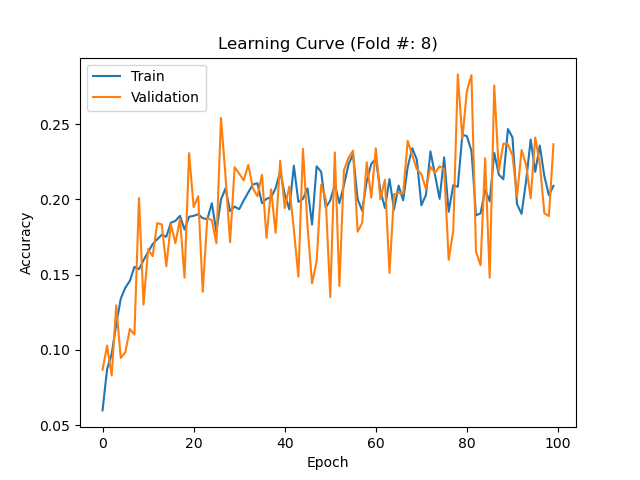 Learning Curve (Fold #: 8)
Train
Validation
0.25
0.20
0.15
0.10
0.05
Accuracy
0 20 40 60 80 100
Epoch